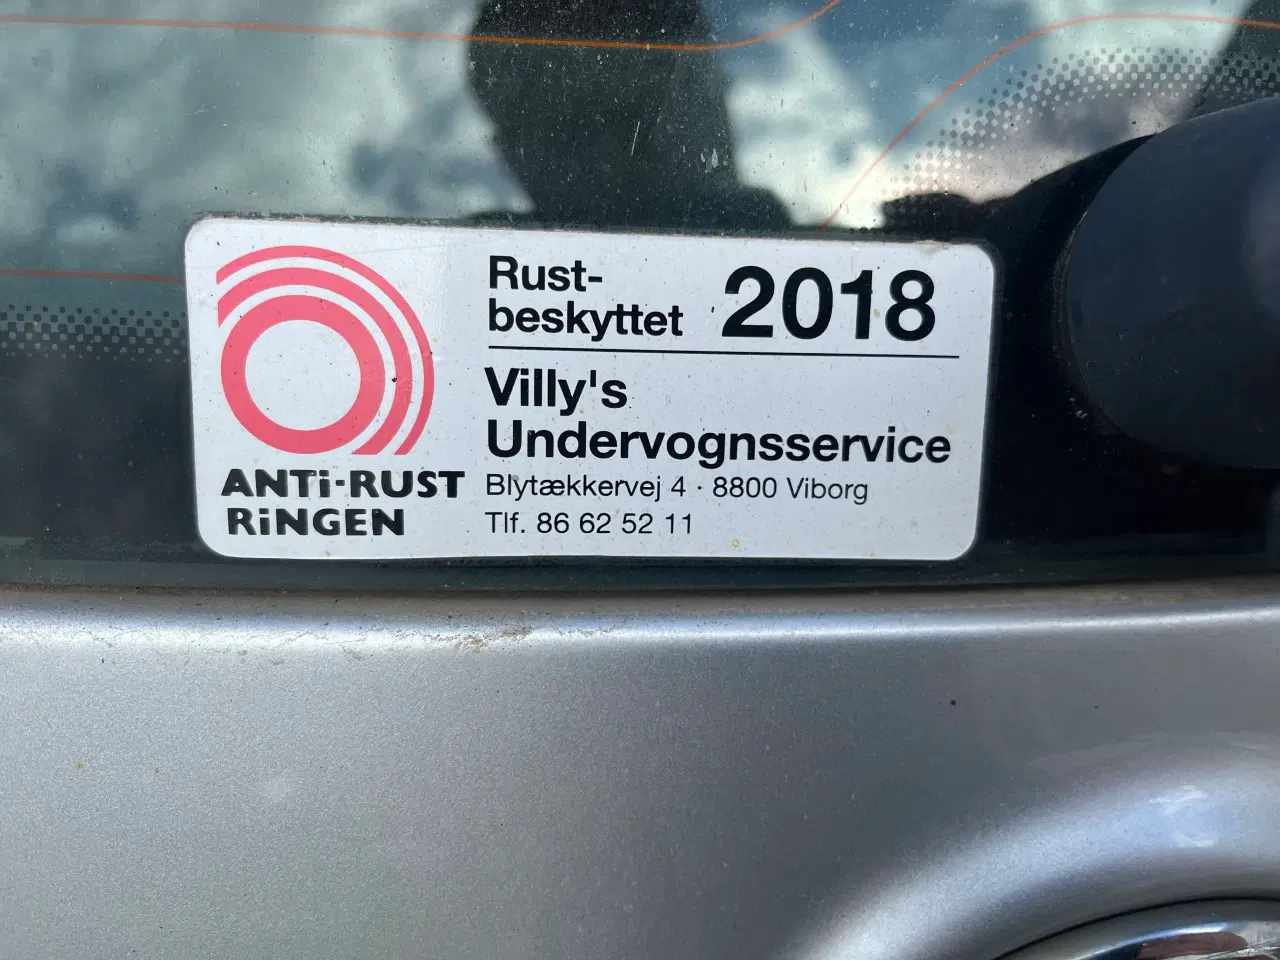 Rust-
beskyttet 2018
Villy's
Undervognsservice
Blytækkervej 4 · 8800 Viborg
Tlf. 86 62 52 11
ANTi-RUST
RiNGEN